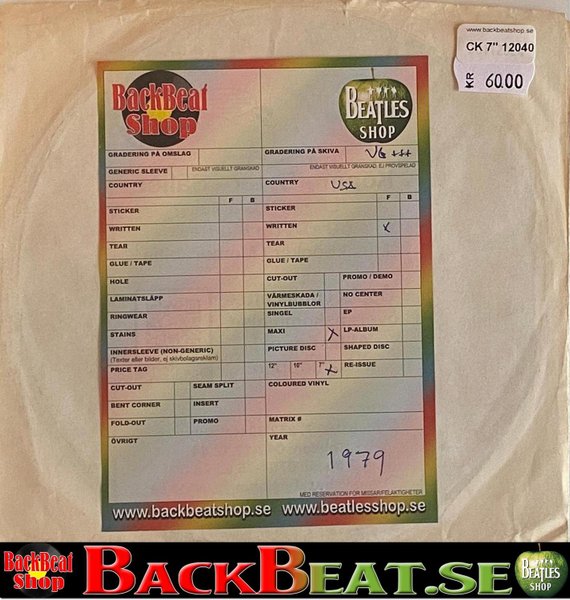 www.backbeatshop.se
CK 7" 12040
KR 60.00
BackBeat
Shop
BEATLES
SHOP
GRADERING PÅ OMSLAG
GRADERING PÅ SKIVA VG +++
GENERIC SLEEVE ENDAST VISUELLT GRANSKAD
ENDAST VISUELLT GRANSKAD, EJ PROVSPELAD
COUNTRY
COUNTRY USA
F B
F B
STICKER
STICKER
WRITTEN
WRITTEN X
TEAR
TEAR
GLUE / TAPE
GLUE / TAPE
HOLE
CUT-OUT PROMO / DEMO
LAMINATSLÄPP
VÄRMESKADA / VINYLBUBBLOR NO CENTER
RINGWEAR
SINGEL EP
STAINS
MAXI X LP-ALBUM
INNERSLEEVE (NON-GENERIC)
(Texter eller bilder, ej skivbolagsreklam)
PICTURE DISC SHAPED DISC
PRICE TAG
12" 10" 7" X RE-ISSUE
CUT-OUT SEAM SPLIT
COLOURED VINYL
BENT CORNER INSERT
FOLD-OUT PROMO
MATRIX #
ÖVRIGT
YEAR
1979
MED RESERVATION FÖR MISSAR/FELAKTIGHETER
www.backbeatshop.se www.beatlesshop.se
BackBeat
Shop
BACKBEAT.SE
BEATLES
SHOP